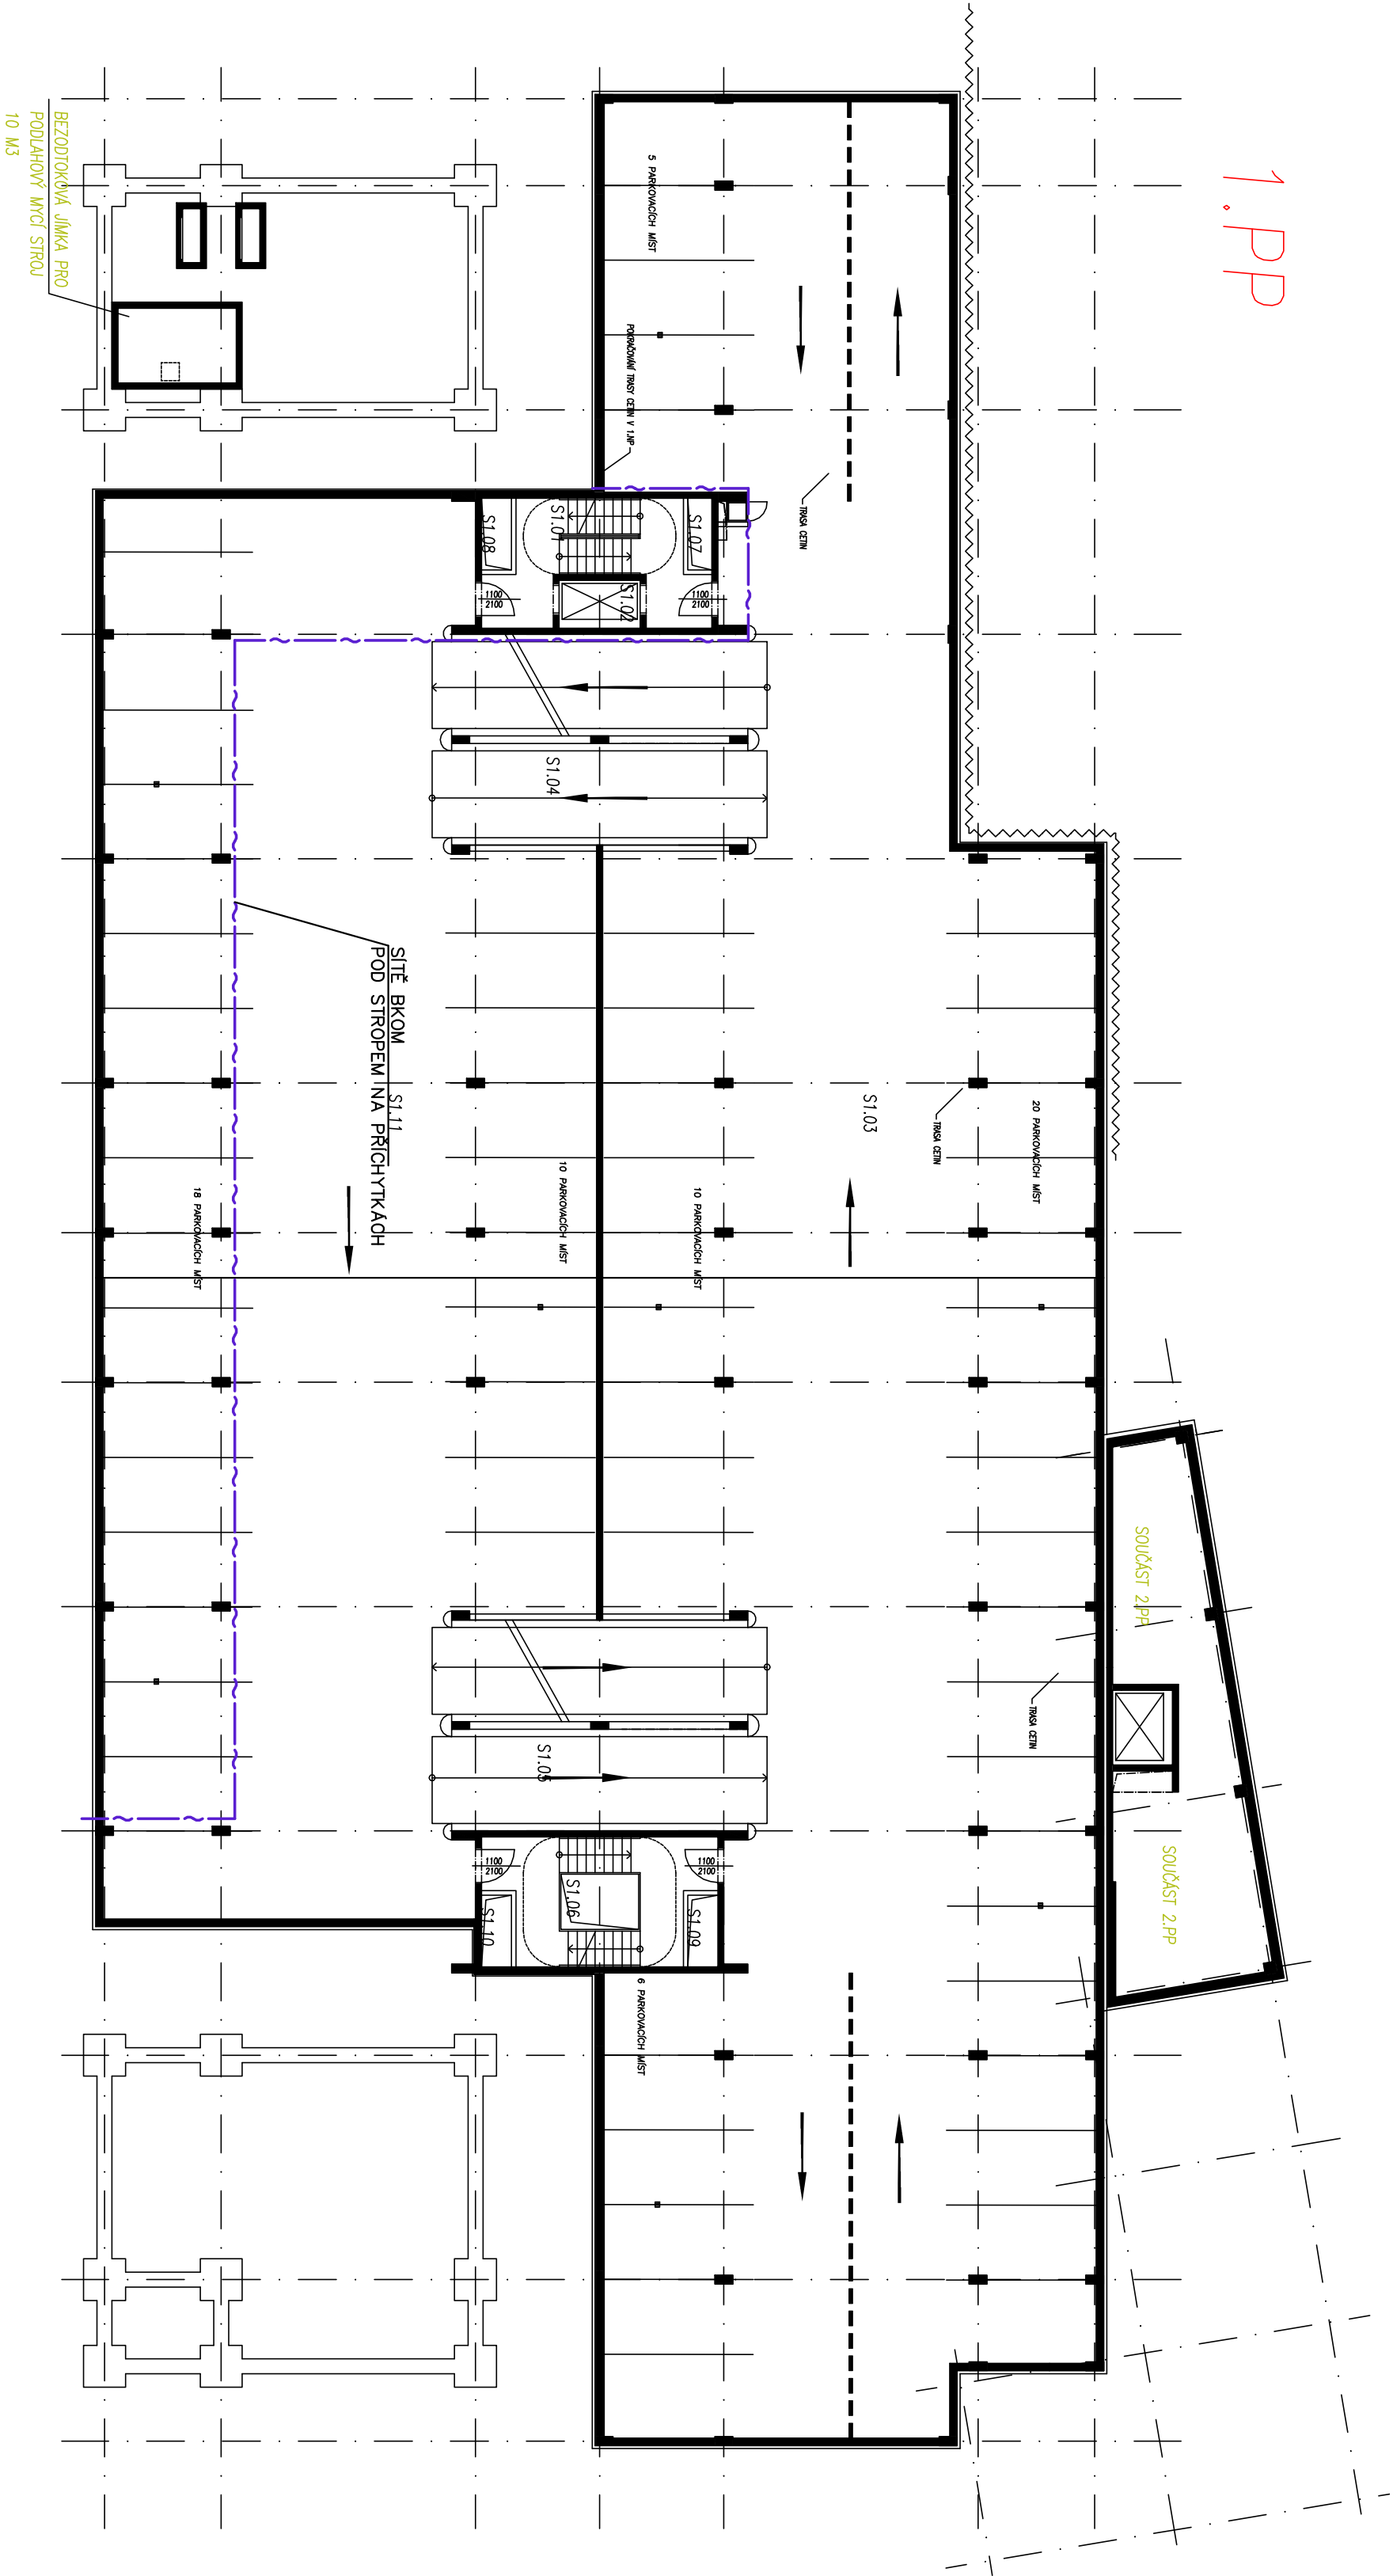 1.PP
BEZODTOKOVÁ JÍMKA PRO
PODLAHOVÝ MYCÍ STROJ
10 M3
5 PARKOVACÍCH MÍST
POKRAČOVÁNÍ TRASY CETIN V 1.NP
TRASA CETIN
S1.07
S1.01
S1.08
S1.02
1100
2100
1100
2100
S1.04
SÍTĚ BKOM
POD STROPEM NA PŘÍCHYTKÁCH
S1.11
S1.03
TRASA CETIN
20 PARKOVACÍCH MÍST
10 PARKOVACÍCH MÍST
10 PARKOVACÍCH MÍST
18 PARKOVACÍCH MÍST
SOUČÁST 2.PP
TRASA CETIN
S1.05
SOUČÁST 2.PP
1100
2100
1100
2100
S1.06
S1.09
S1.10
6 PARKOVACÍCH MÍST